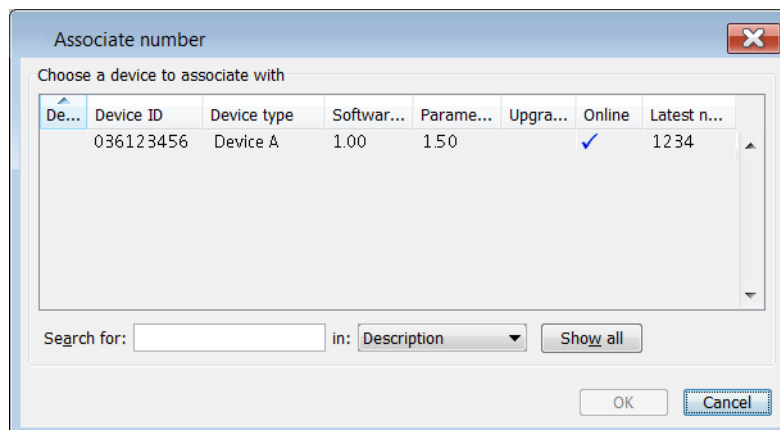 Associate number
Choose a device to associate with
De... Device ID Device type Softwar... Parame... Upgra... Online Latest n...
036123456 Device A 1.00 1.50 ✓ 1234
Search for: in: Description Show all
OK Cancel